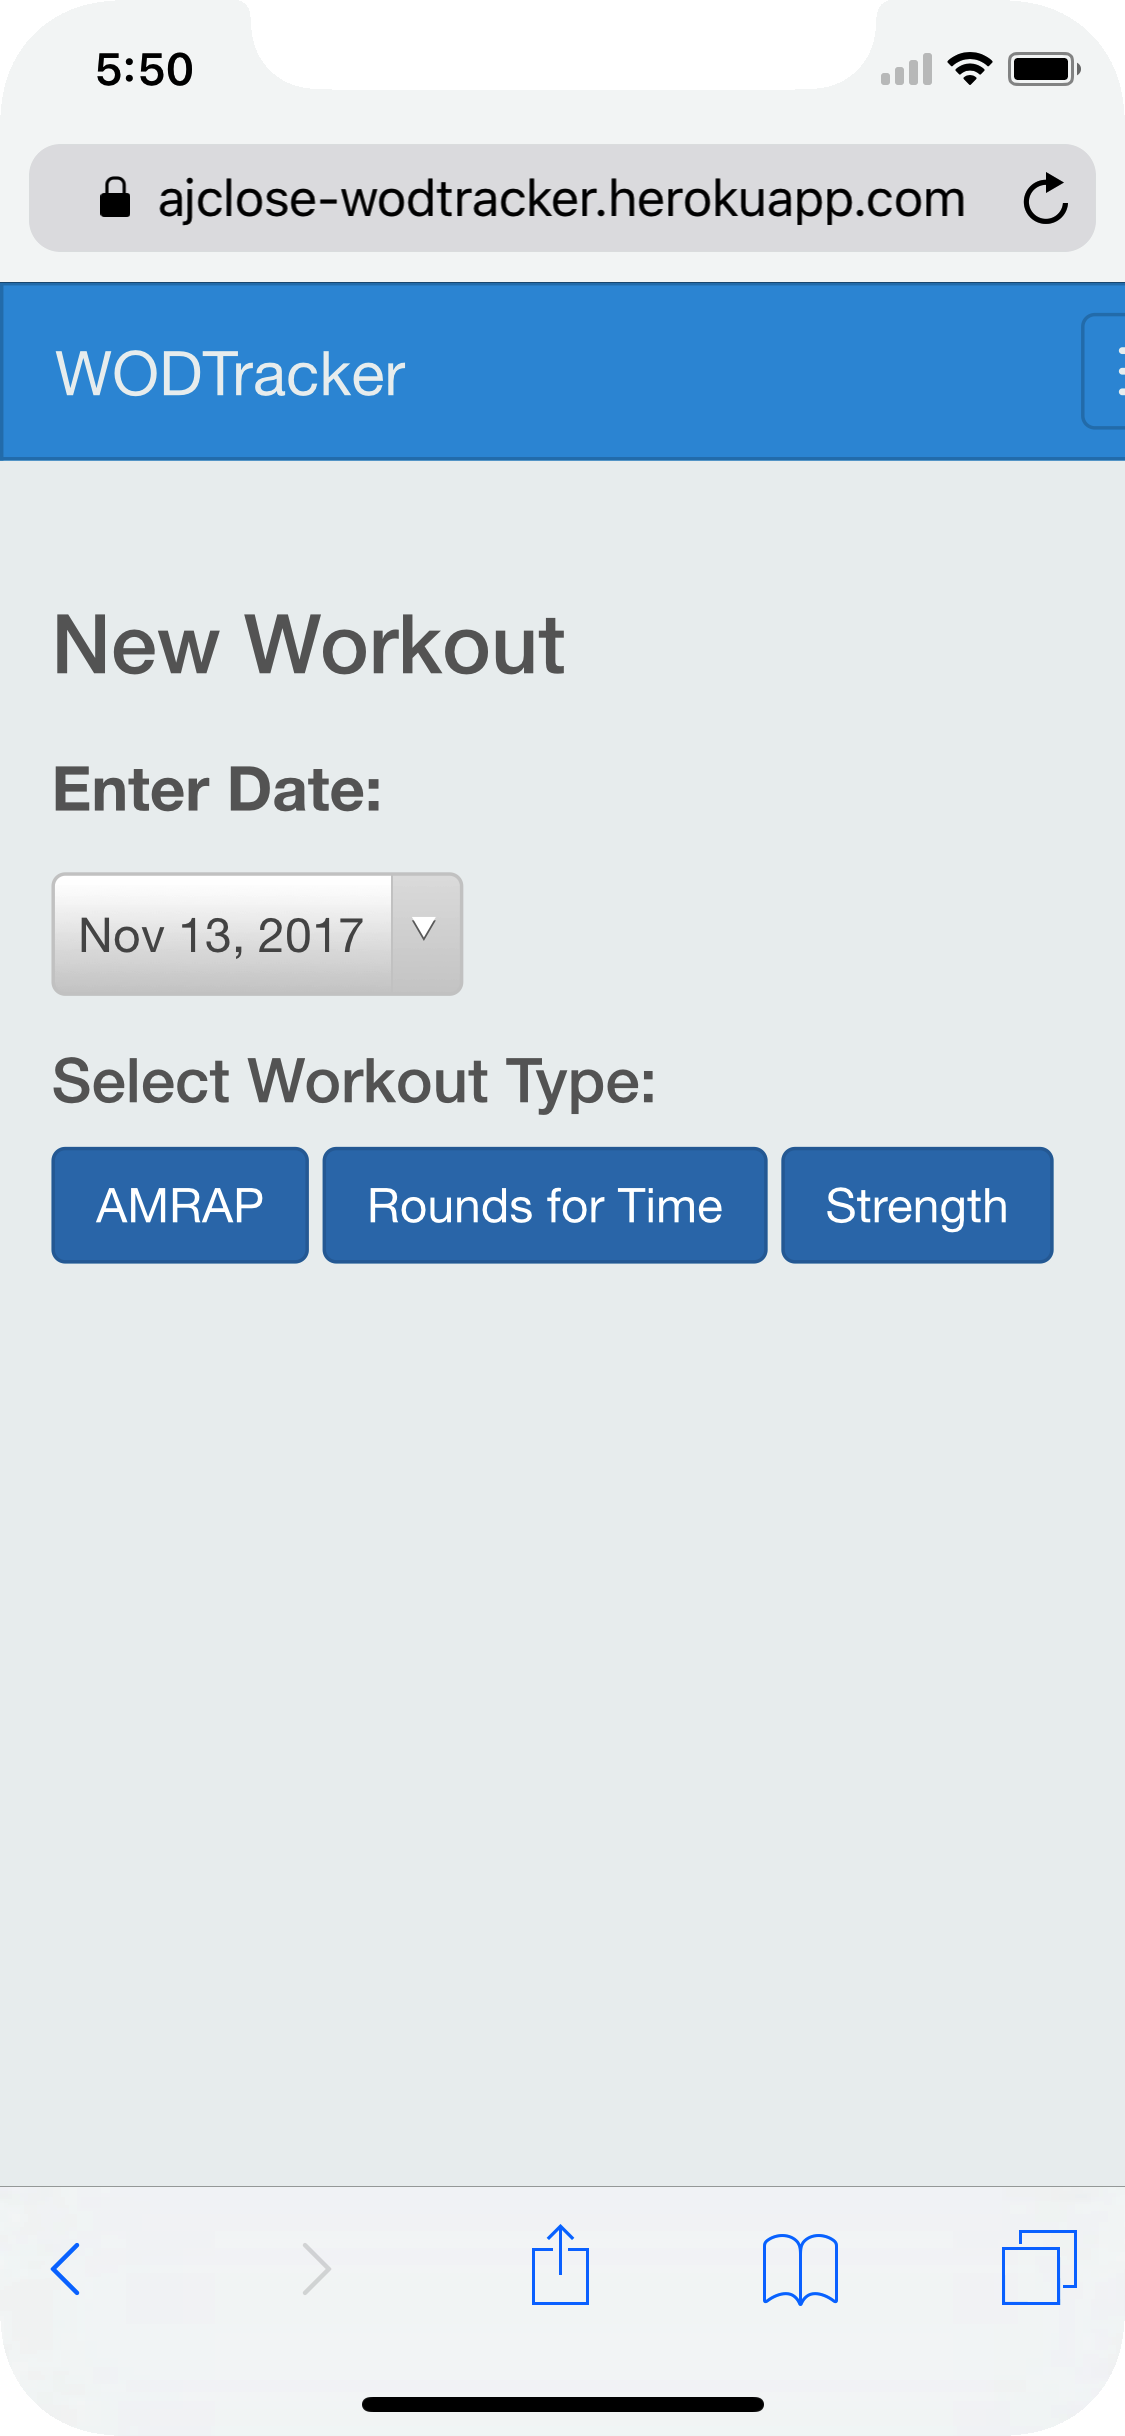 5:50
ajclose-wodtracker.herokuapp.com
WODTracker
New Workout
Enter Date:
Nov 13, 2017
Select Workout Type:
AMRAP Rounds for Time Strength